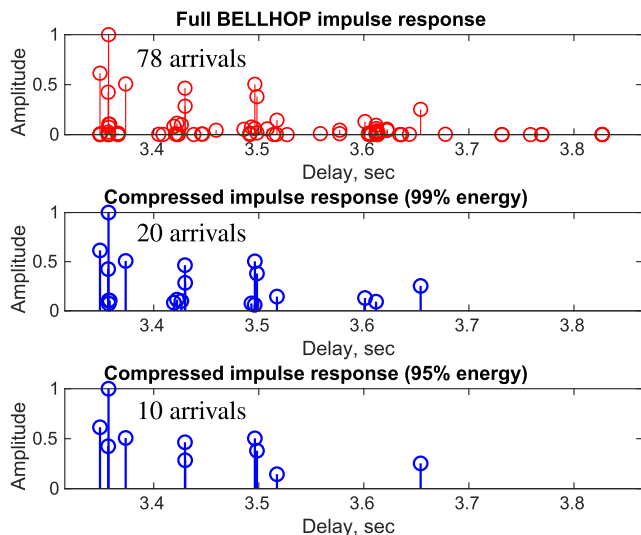 Full BELLHOP impulse response
78 arrivals
1
0.5
0
Amplitude
3.4 3.5 3.6 3.7 3.8
Delay, sec
Compressed impulse response (99% energy)
20 arrivals
1
0.5
0
Amplitude
3.4 3.5 3.6 3.7 3.8
Delay, sec
Compressed impulse response (95% energy)
10 arrivals
1
0.5
0
Amplitude
3.4 3.5 3.6 3.7 3.8
Delay, sec